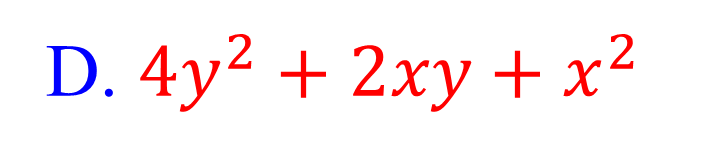 D. 4y² + 2xy + x²